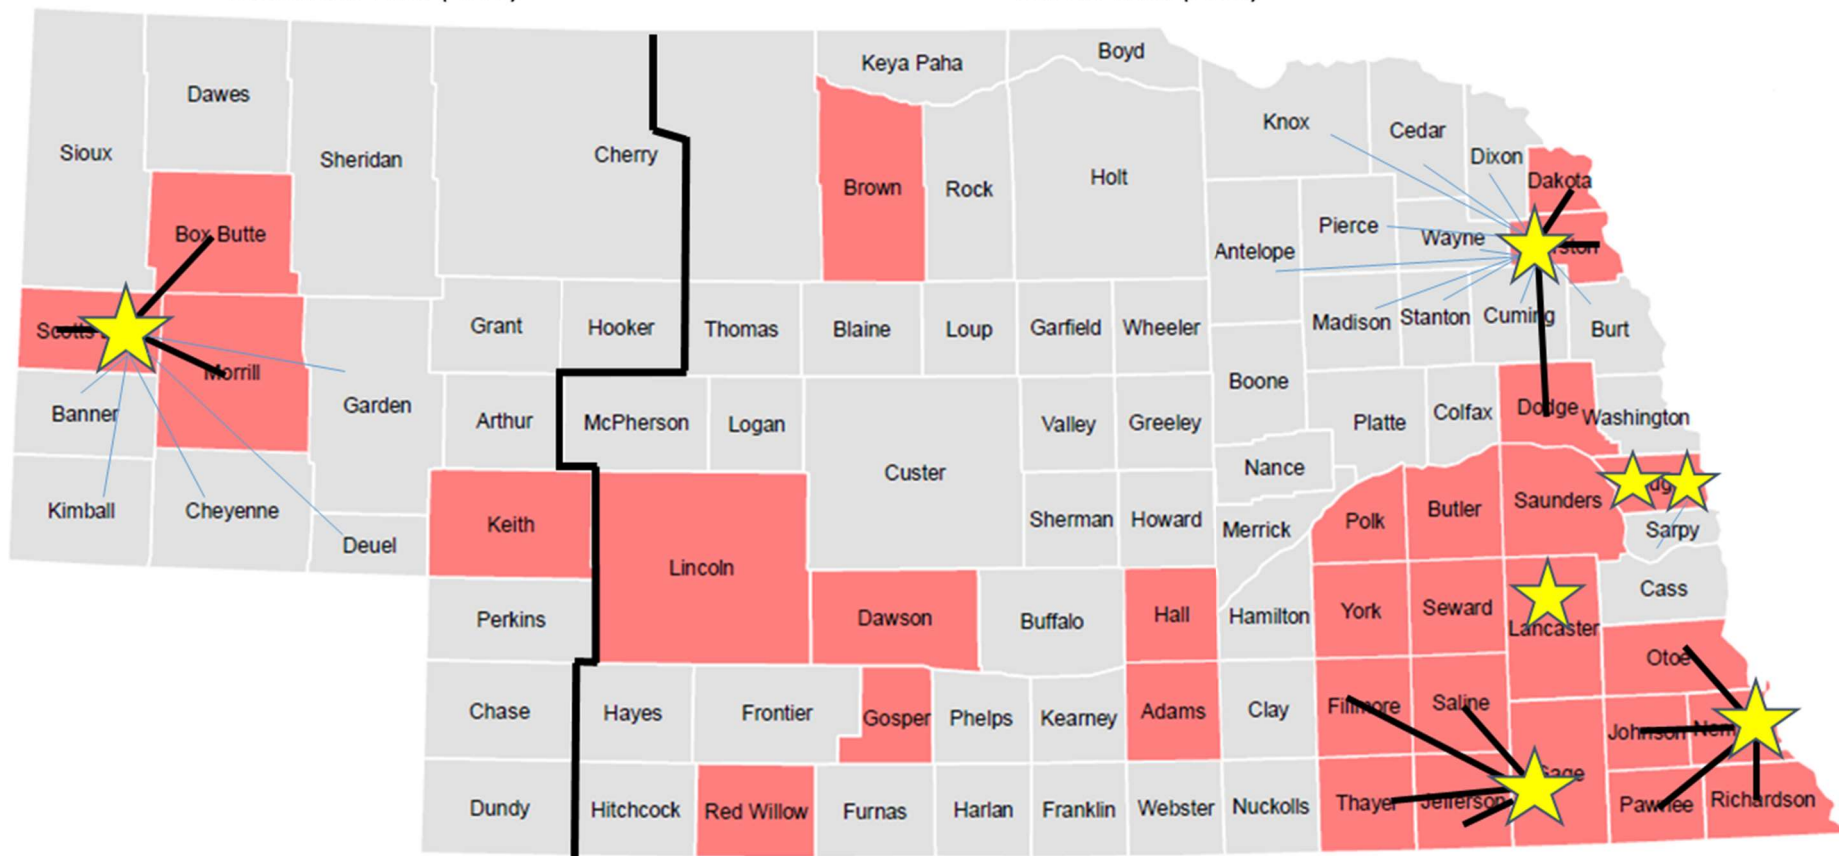 Keya Paha
Boyd
Dawes
Knox
Cedar
Sioux
Sheridan
Cherry
Dixon
Brown
Rock
Holt
Dakota
Box Butte
Pierce
Wayne
Antelope
ston
Scotts
Grant
Hooker
Thomas
Blaine
Loup
Garfield
Wheeler
Madison
Stanton
Cuming
Burt
Morrill
Banner
Garden
Arthur
McPherson
Logan
Valley
Greeley
Boone
Platte
Colfax
Dodge
Washington
Custer
Nance
Kimball
Cheyenne
Deuel
Keith
Lincoln
Sherman
Howard
Merrick
Polk
Butler
Saunders
ug
Sarpy
Perkins
Dawson
Buffalo
Hall
Hamilton
York
Seward
Lancaster
Cass
Otoe
Chase
Hayes
Frontier
Gosper
Phelps
Kearney
Adams
Clay
Fillmore
Saline
Johnson
Nem
Dundy
Hitchcock
Red Willow
Furnas
Harlan
Franklin
Webster
Nuckolls
Thayer
Jefferson
Gage
Pawnee
Richardson